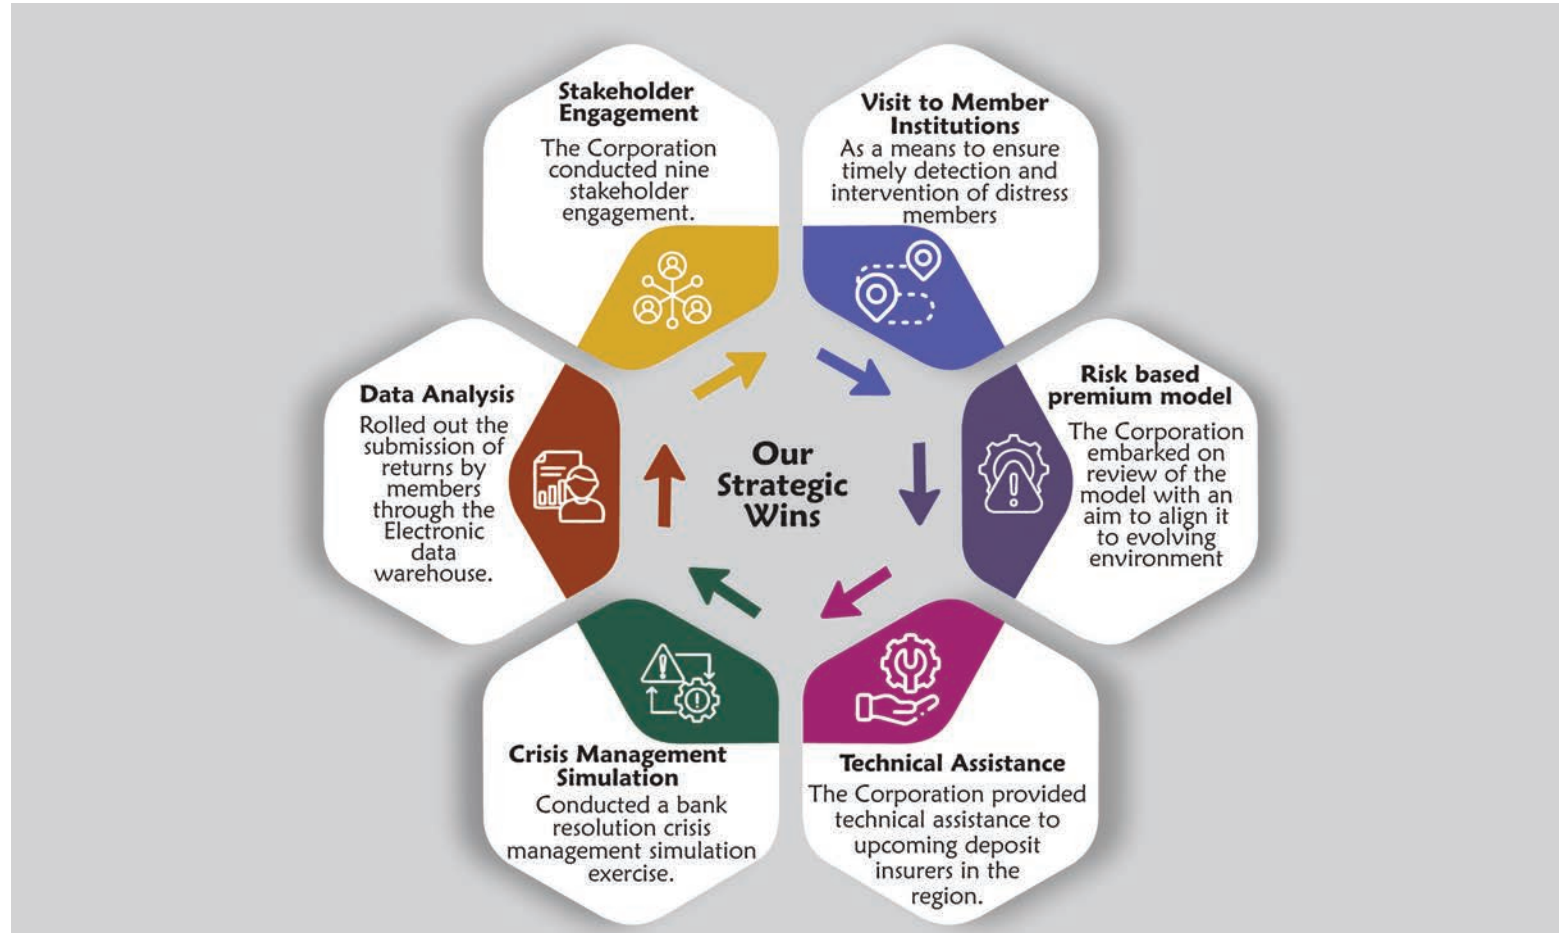 Stakeholder
Engagement
The Corporation
conducted nine
stakeholder
engagement.
Visit to Member
Institutions
As a means to ensure
timely detection and
intervention of distress
members
Risk based
premium model
The Corporation
embarked on
review of the
model with an
aim to align it
to evolving
environment
Technical Assistance
The Corporation provided
technical assistance to
upcoming deposit
insurers in the
region.
Crisis Management
Simulation
Conducted a bank
resolution crisis
management simulation
exercise.
Data Analysis
Rolled out the
submission of
returns by
members
through the
Electronic
data
warehouse.
Our
Strategic
Wins